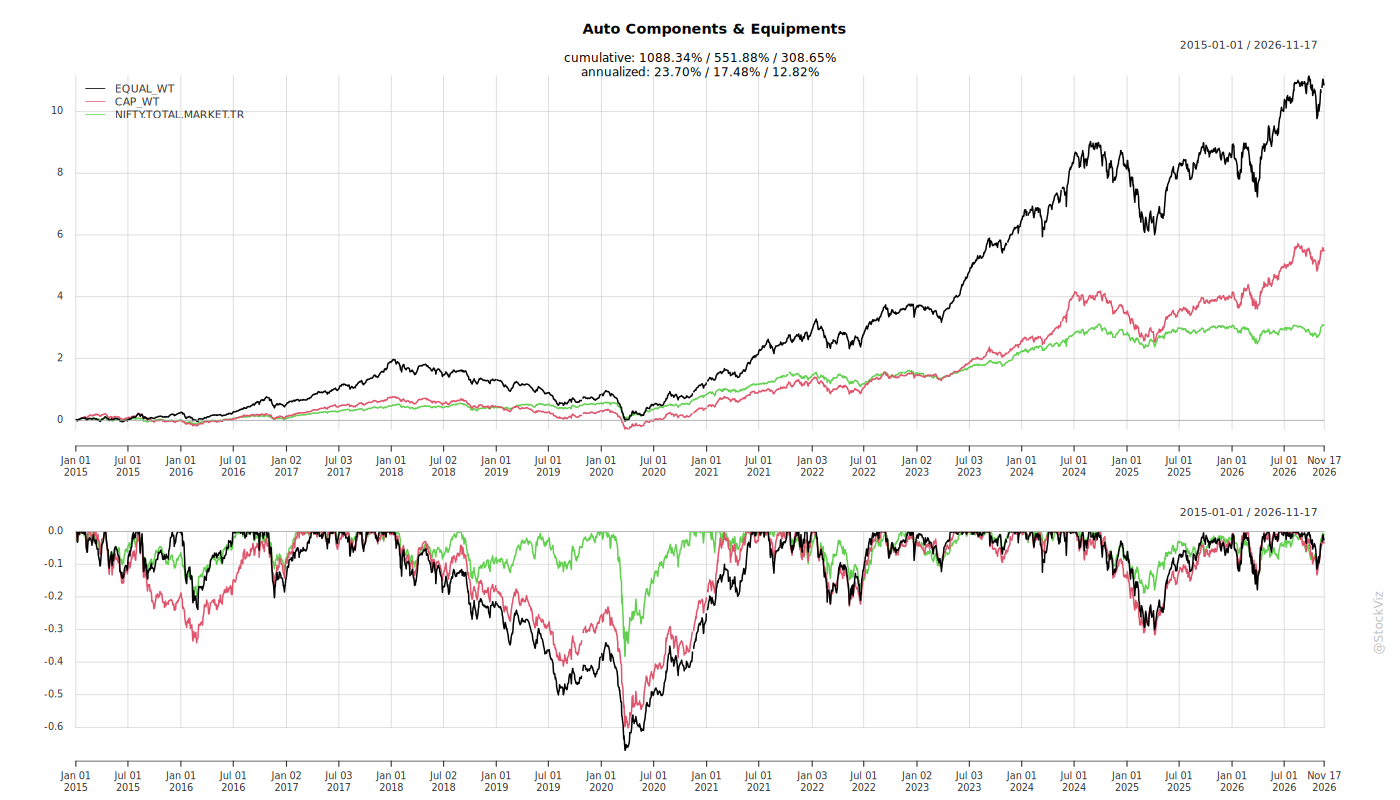 Auto Components & Equipments
2015-01-01 / 2026-11-17
cumulative: 1088.34% / 551.88% / 308.65%
annualized: 23.70% / 17.48% / 12.82%
EQUAL_WT
CAP_WT
NIFTY.TOTAL.MARKET.TR
10
8
6
4
2
0
Jan 01 Jul 01 Jan 01 Jul 01 Jan 02 Jul 03 Jan 01 Jul 02 Jan 01 Jul 01 Jan 01 Jul 01 Jan 01 Jul 01 Jan 03 Jul 01 Jan 02 Jul 03 Jan 01 Jul 01 Jan 01 Jul 01 Jan 01 Jul 01 Nov 17
2015 2015 2016 2016 2017 2017 2018 2018 2019 2019 2020 2020 2021 2021 2022 2022 2023 2023 2024 2024 2025 2025 2026 2026 2026
2015-01-01 / 2026-11-17
0.0
-0.1
-0.2
-0.3
-0.4
-0.5
-0.6
Jan 01 Jul 01 Jan 01 Jul 01 Jan 02 Jul 03 Jan 01 Jul 02 Jan 01 Jul 01 Jan 01 Jul 01 Jan 01 Jul 01 Jan 03 Jul 01 Jan 02 Jul 03 Jan 01 Jul 01 Jan 01 Jul 01 Jan 01 Jul 01 Nov 17
2015 2015 2016 2016 2017 2017 2018 2018 2019 2019 2020 2020 2021 2021 2022 2022 2023 2023 2024 2024 2025 2025 2026 2026 2026
@StockViz